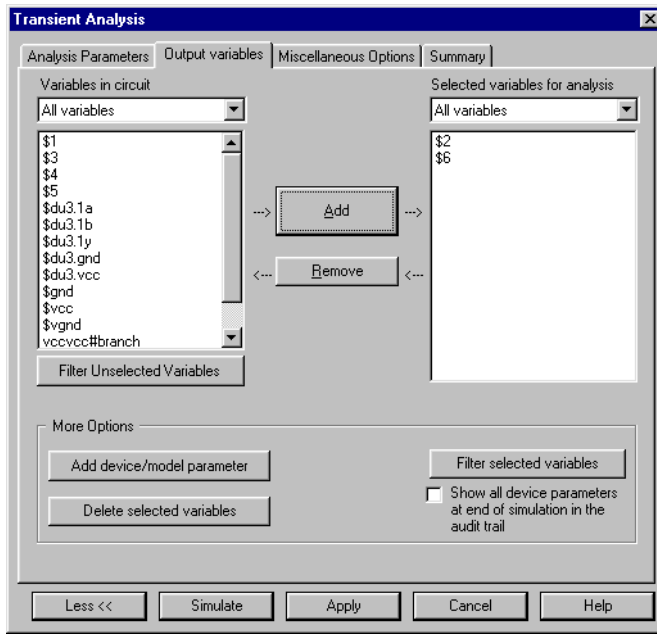 Transient Analysis
Analysis Parameters
Output variables
Miscellaneous Options
Summary
Variables in circuit
All variables
$1
$3
$4
$5
$du3.1a
$du3.1b
$du3.1y
$du3.gnd
$du3.vcc
$gnd
$vcc
$vgnd
vccvcc#branch
Filter Unselected Variables
--->
Add
--->
<---
Remove
<---
Selected variables for analysis
All variables
$2
$6
More Options
Add device/model parameter
Delete selected variables
Filter selected variables
Show all device parameters
at end of simulation in the
audit trail
Less <<
Simulate
Apply
Cancel
Help